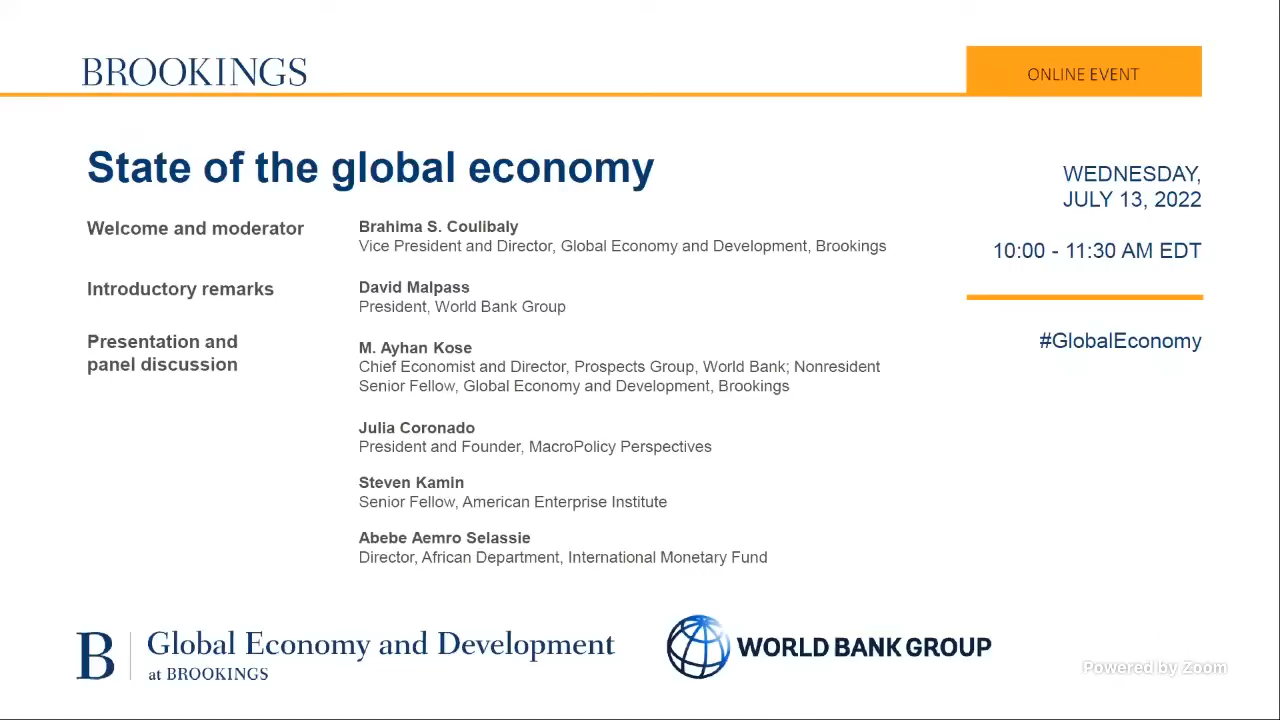 BROOKINGS
ONLINE EVENT
State of the global economy
WEDNESDAY,
JULY 13, 2022
10:00 - 11:30 AM EDT
#GlobalEconomy
Welcome and moderator
Brahima S. Coulibaly
Vice President and Director, Global Economy and Development, Brookings
Introductory remarks
David Malpass
President, World Bank Group
Presentation and
panel discussion
M. Ayhan Kose
Chief Economist and Director, Prospects Group, World Bank; Nonresident
Senior Fellow, Global Economy and Development, Brookings
Julia Coronado
President and Founder, MacroPolicy Perspectives
Steven Kamin
Senior Fellow, American Enterprise Institute
Abebe Aemro Selassie
Director, African Department, International Monetary Fund
B
Global Economy and Development
at BROOKINGS
WORLD BANK GROUP
Powered by Zoom